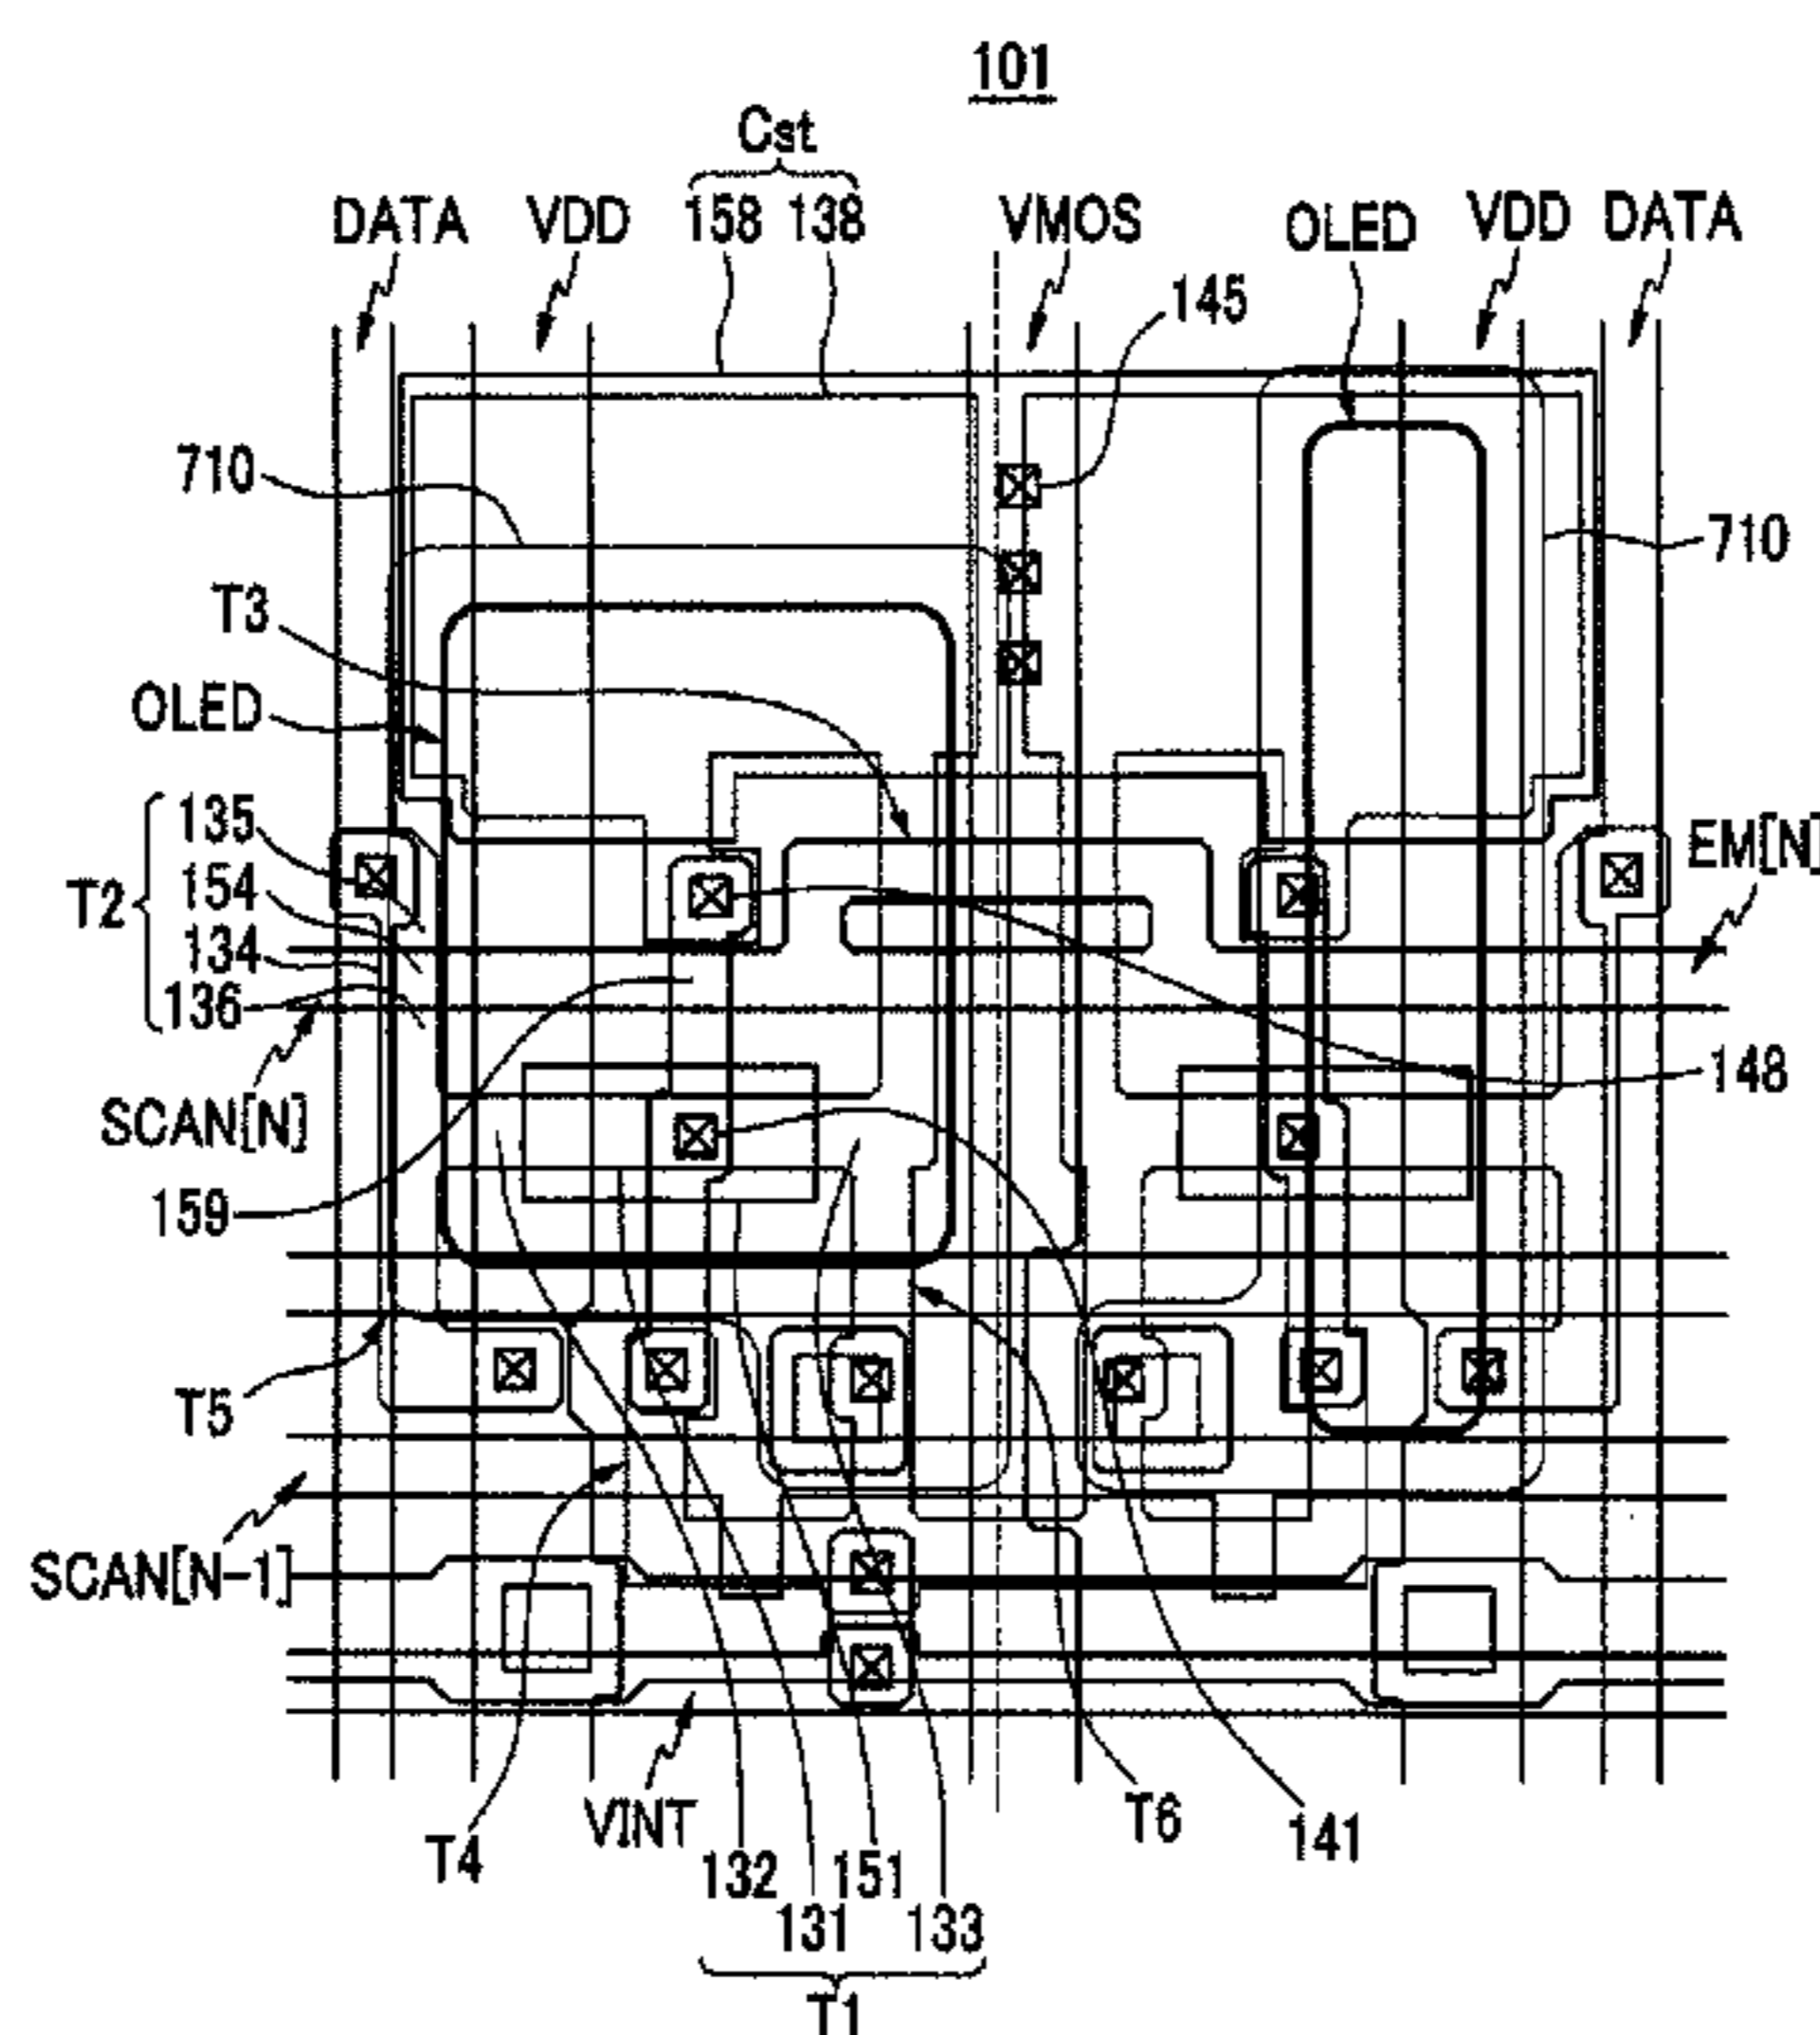 101
Cst
158 138
DATA VDD VMOS OLED VDD DATA
145
710
710
T3
OLED
135
154
134
136
T2
EM[N]
148
SCAN[N]
159
T5
SCAN[N-1]
T4
VINT
T6
141
132 151
131 133
T1